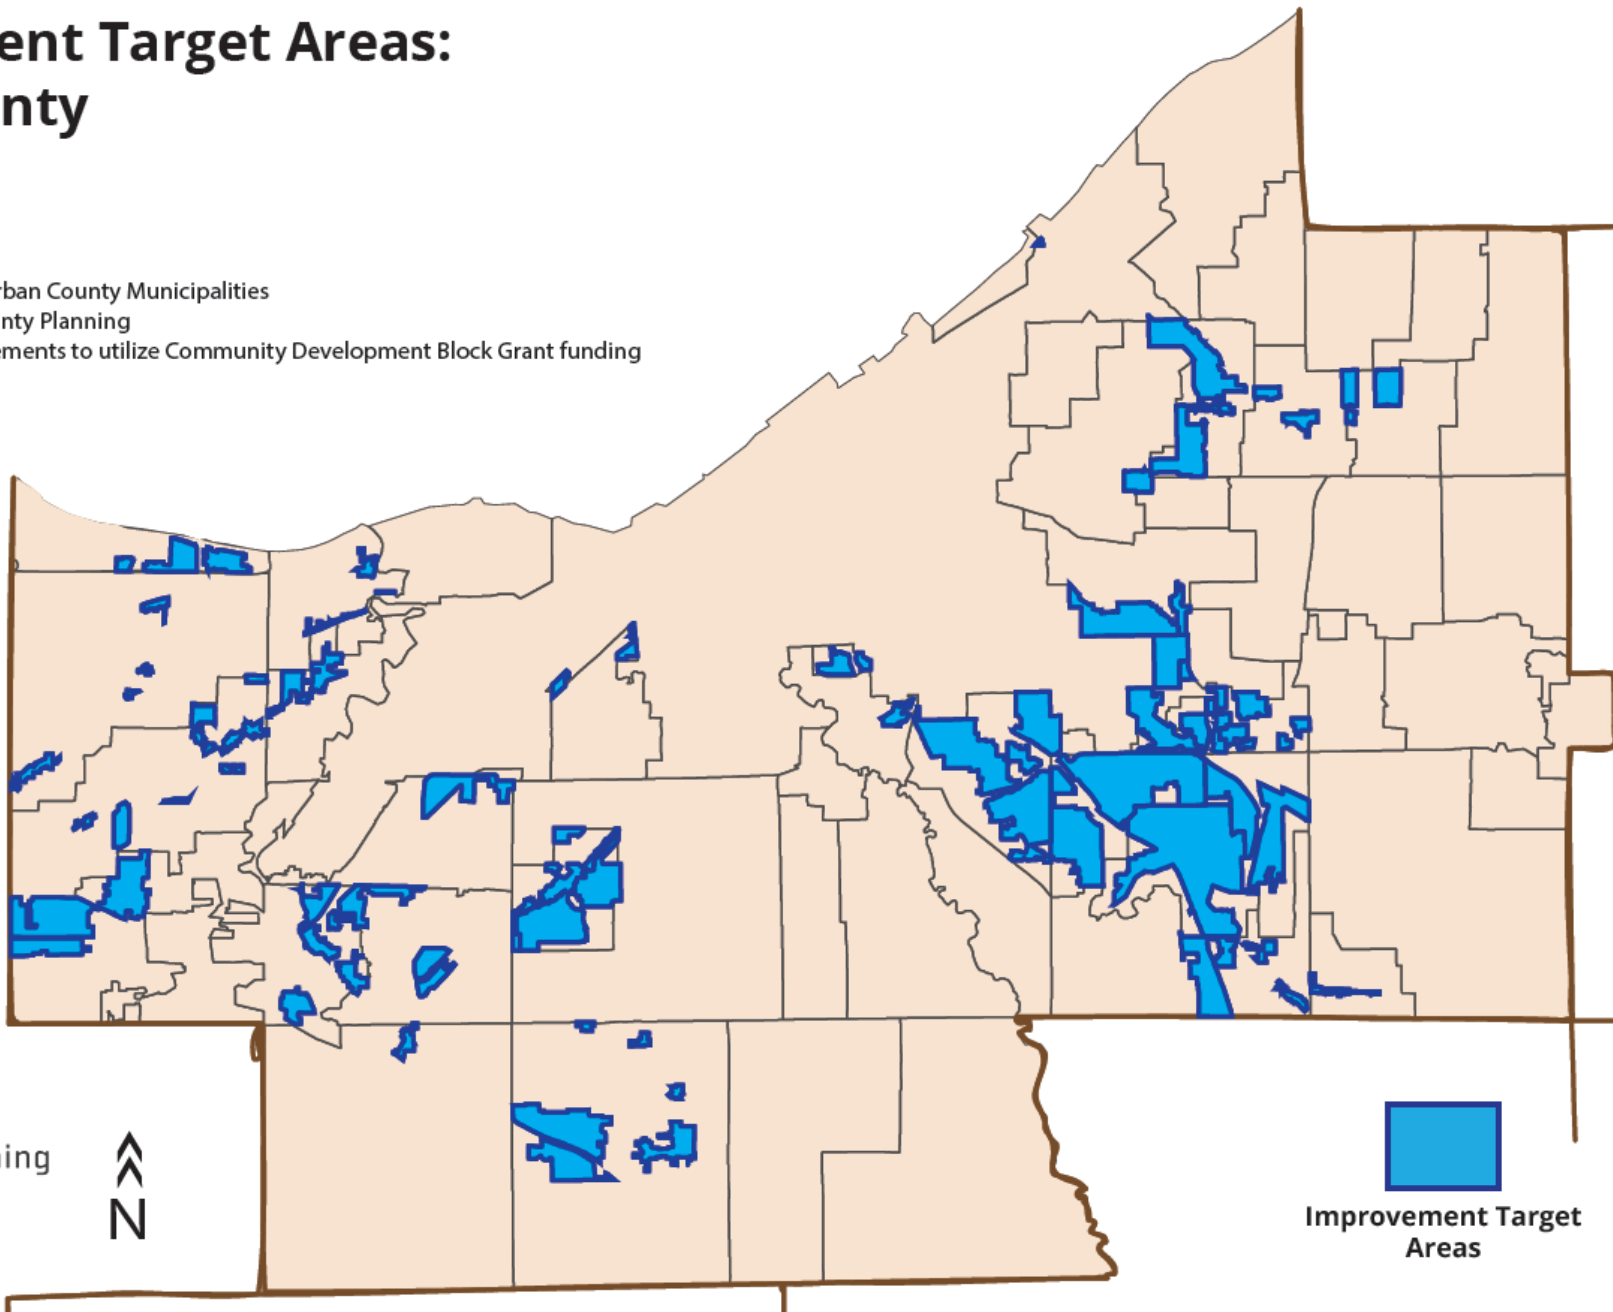 ent Target Areas:
nty
rban County Municipalities
nty Planning
ements to utilize Community Development Block Grant funding
ning
N
Improvement Target
Areas